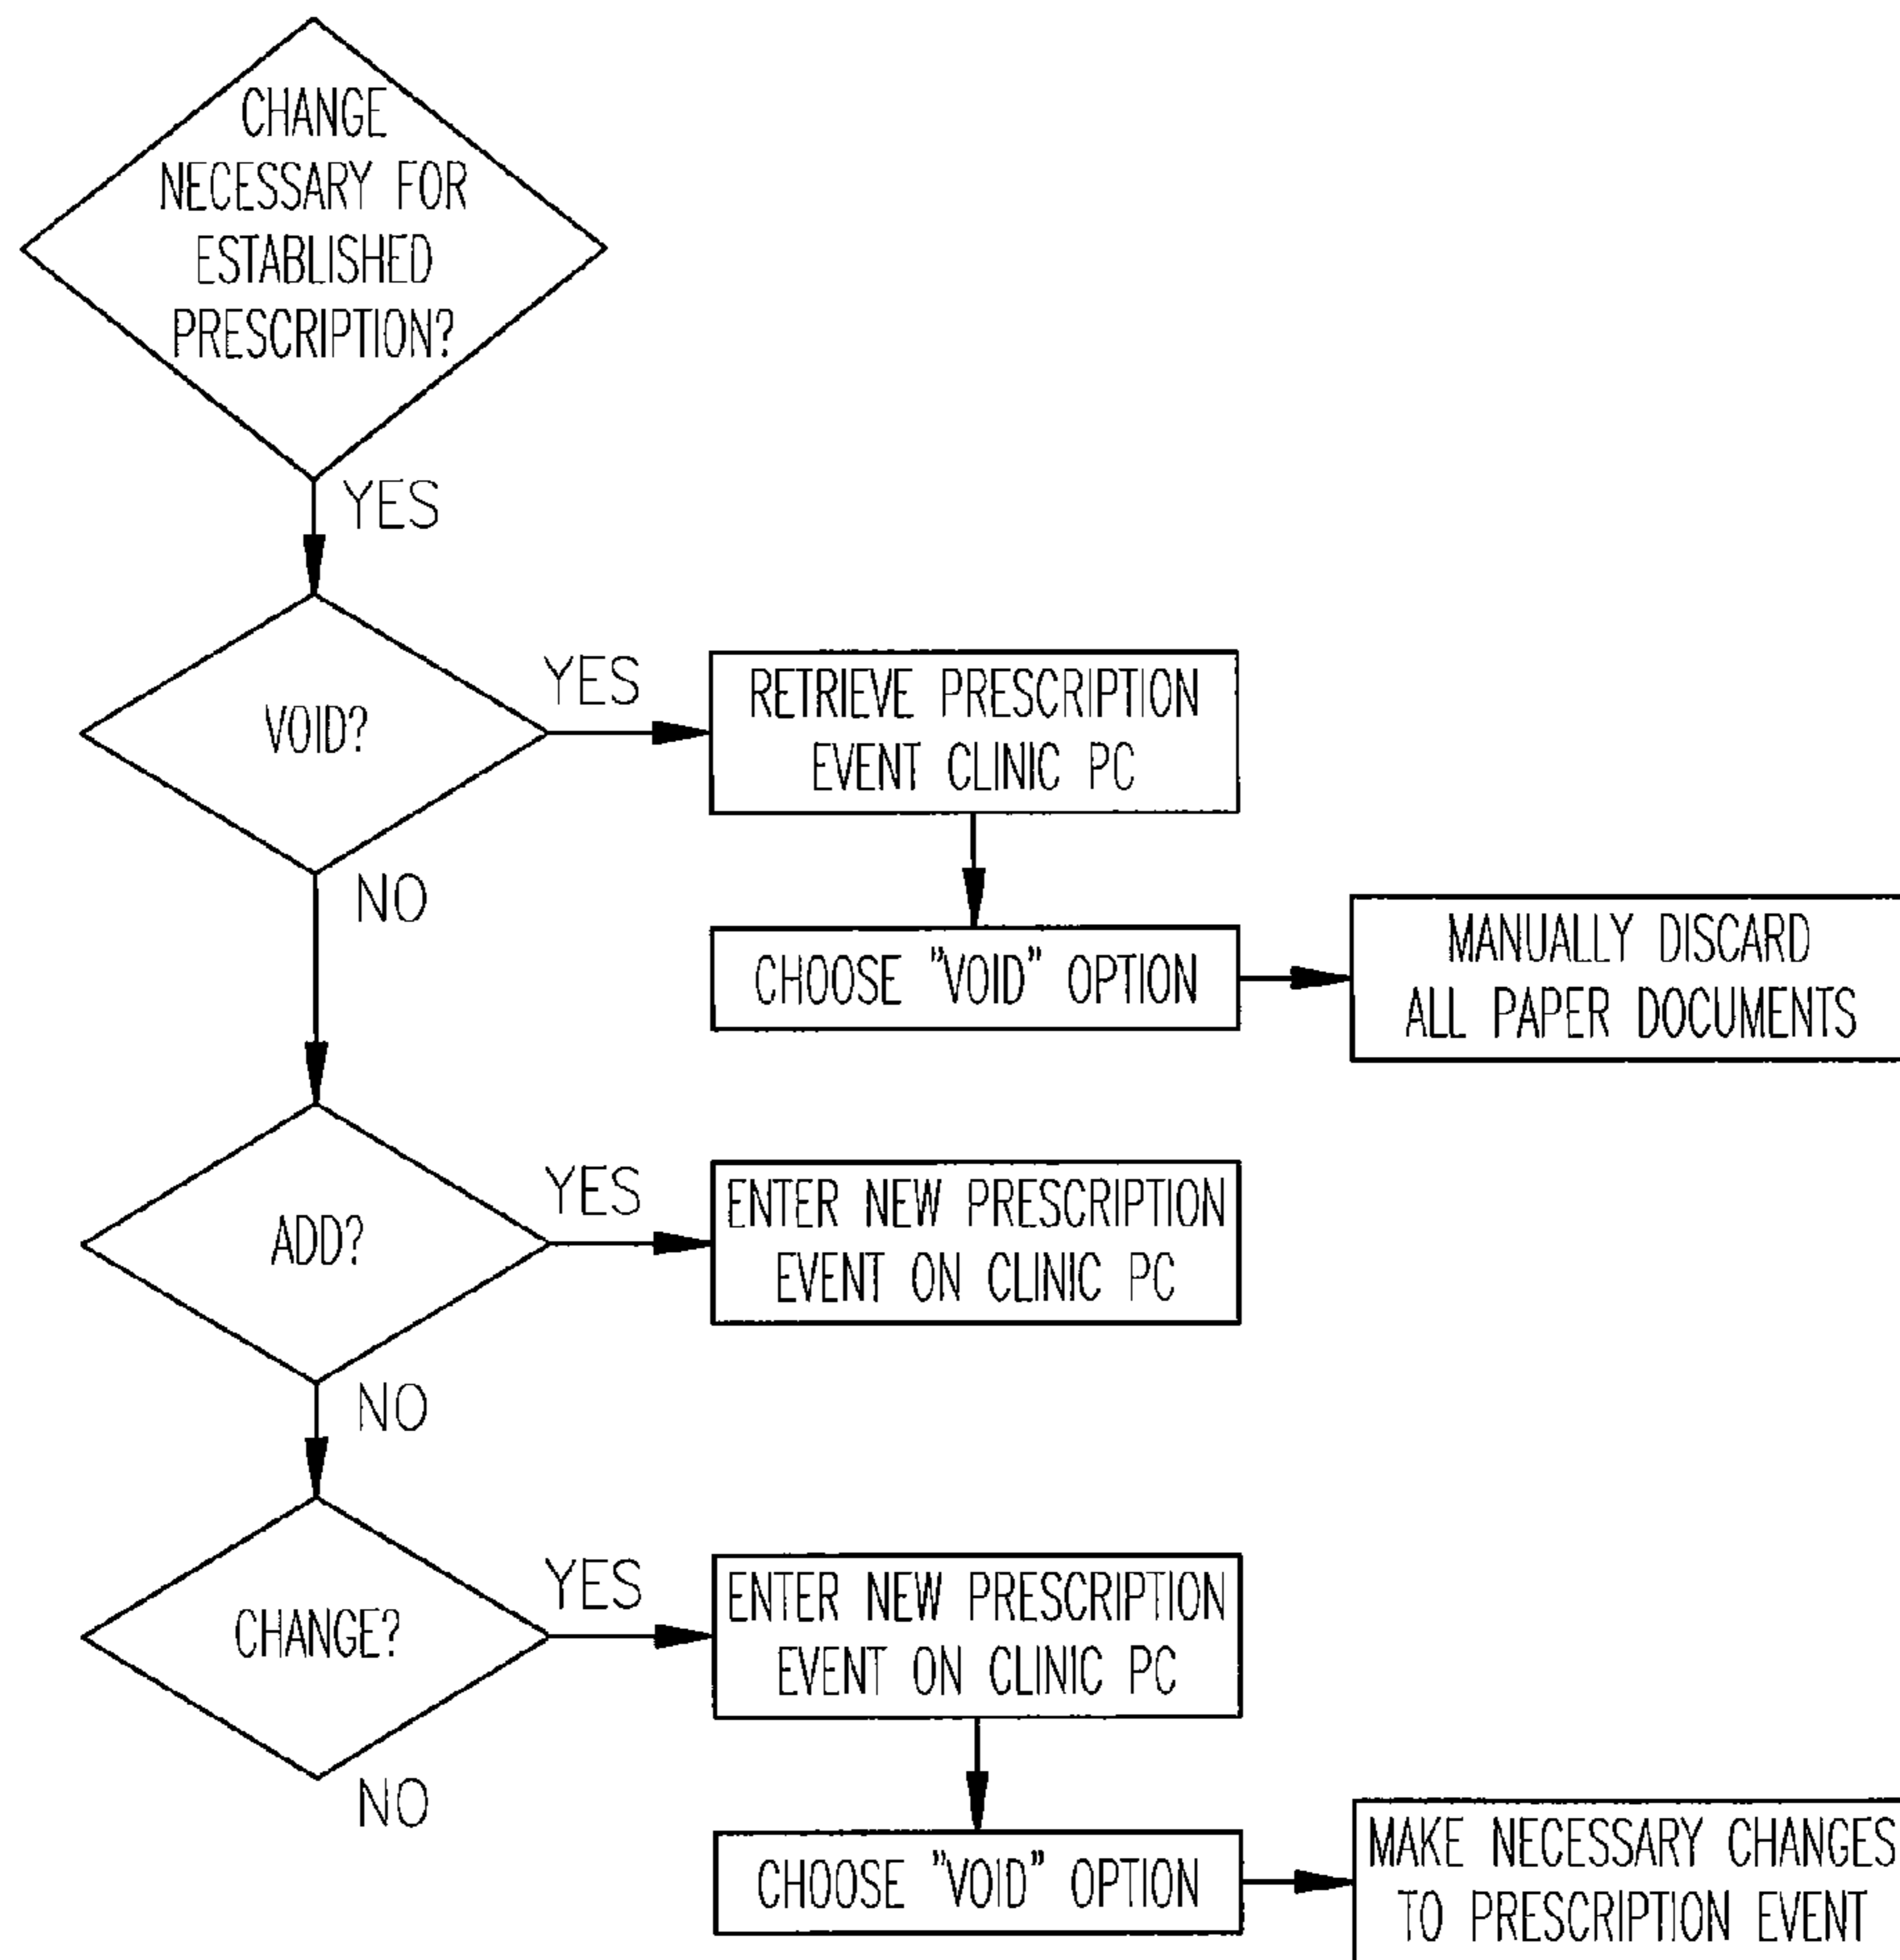 CHANGE
NECESSARY FOR
ESTABLISHED
PRESCRIPTION?
YES
VOID?
YES
RETRIEVE PRESCRIPTION
EVENT CLINIC PC
NO
CHOOSE "VOID" OPTION
MANUALLY DISCARD
ALL PAPER DOCUMENTS
ADD?
YES
ENTER NEW PRESCRIPTION
EVENT ON CLINIC PC
NO
CHANGE?
YES
ENTER NEW PRESCRIPTION
EVENT ON CLINIC PC
NO
CHOOSE "VOID" OPTION
MAKE NECESSARY CHANGES
TO PRESCRIPTION EVENT